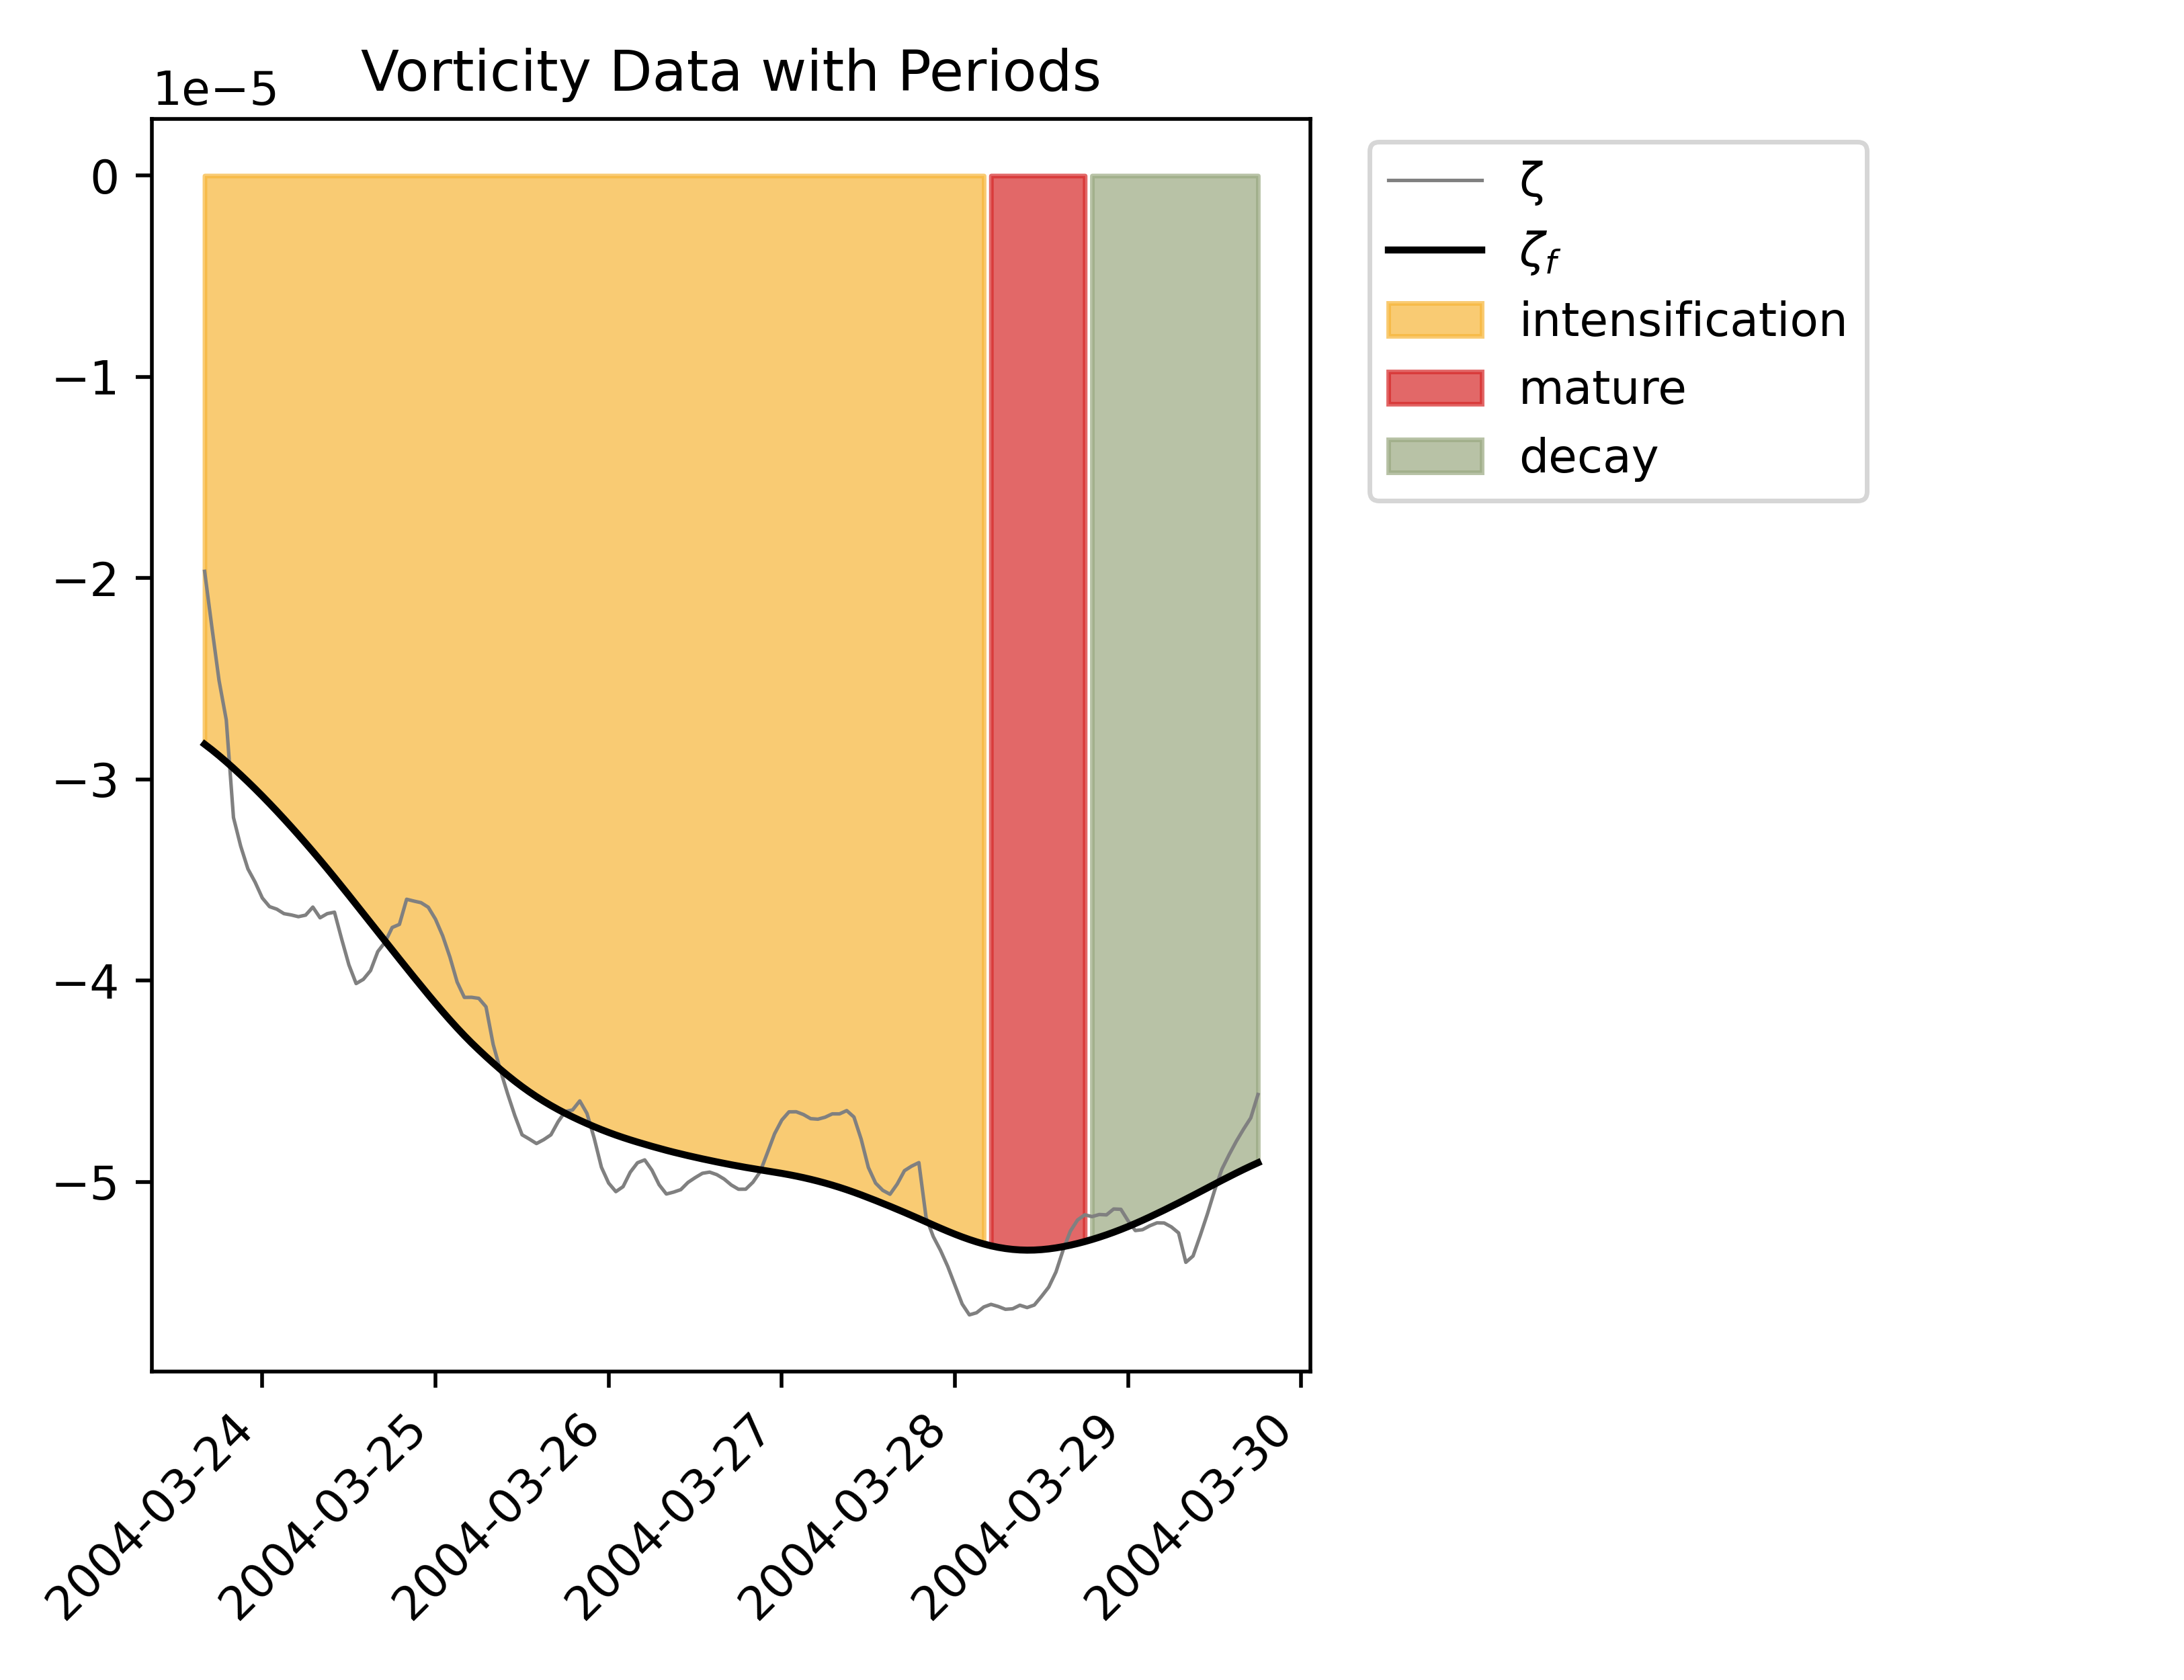 Vorticity Data with Periods
1e−5
0
−1
−2
−3
−4
−5
2004-03-24
2004-03-25
2004-03-26
2004-03-27
2004-03-28
2004-03-29
2004-03-30
ζ
ζf
intensification
mature
decay